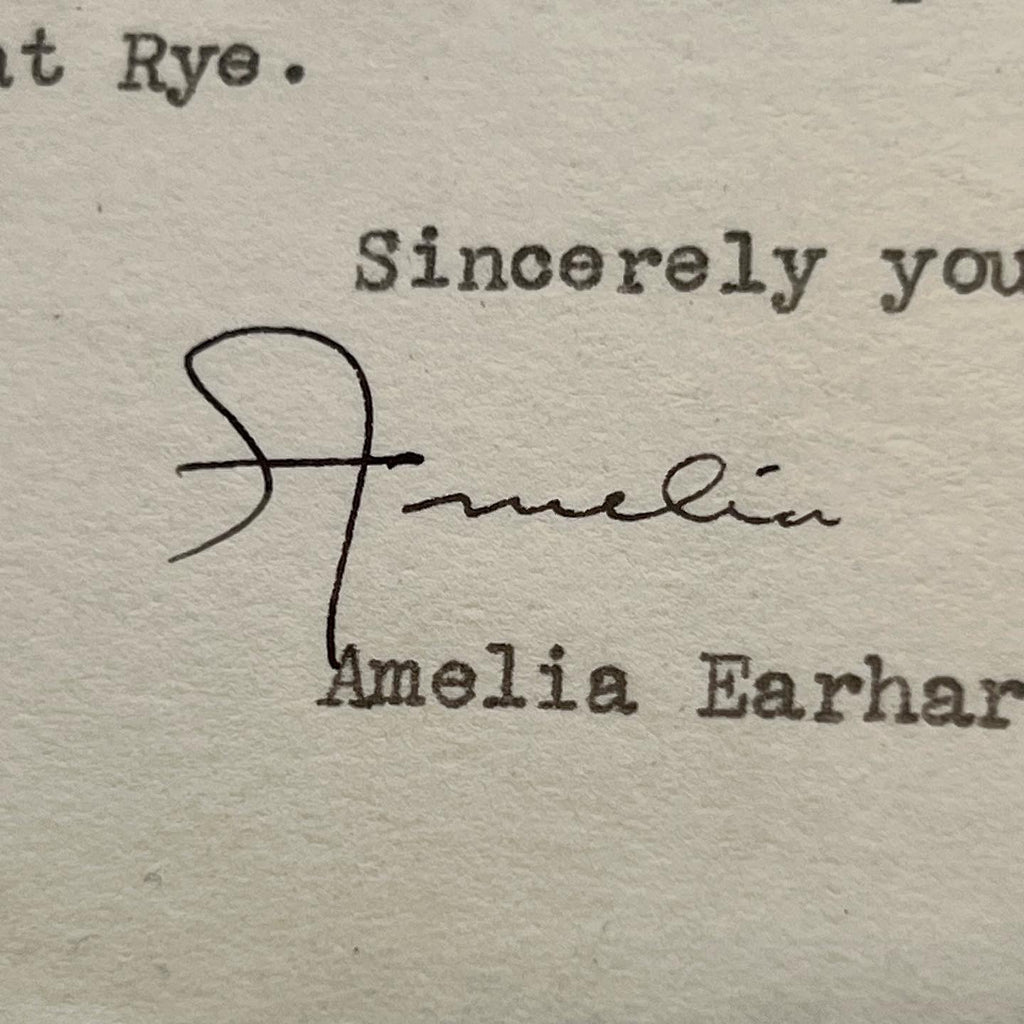 at Rye.
Sincerely you
Amelia
Amelia Earhar